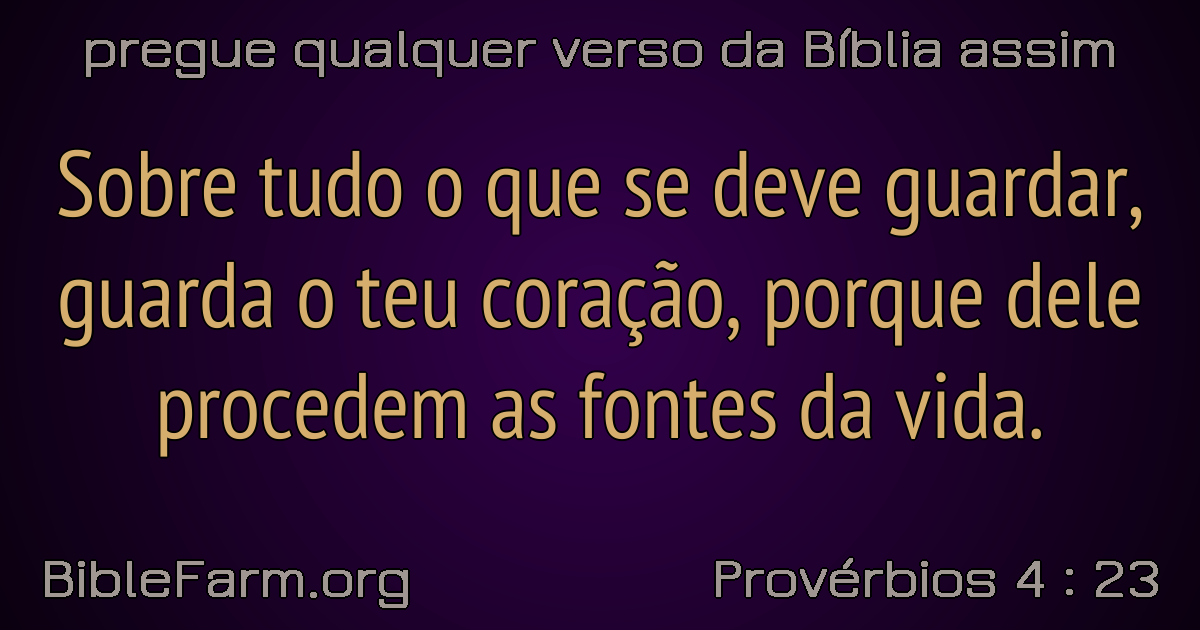 pregue qualquer verso da Bíblia assim
Sobre tudo o que se deve guardar,
guarda o teu coração, porque dele
procedem as fontes da vida.
BibleFarm.org
Provérbios 4 : 23